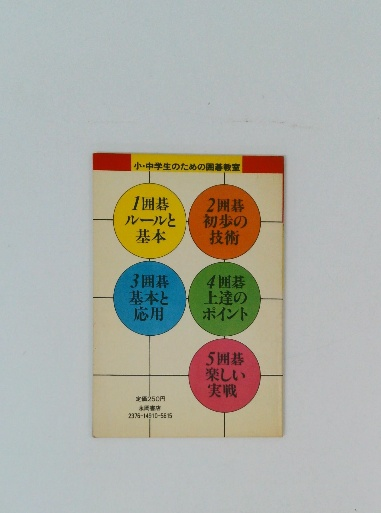 小・中学生のための囲碁教室
1囲碁
ルールと
基本
2囲碁
初歩の
技術
3囲碁
基本と
応用
4囲碁
上達の
ポイント
5囲碁
楽しい
実戦
定価250円
永岡書店
2376-14510-5615